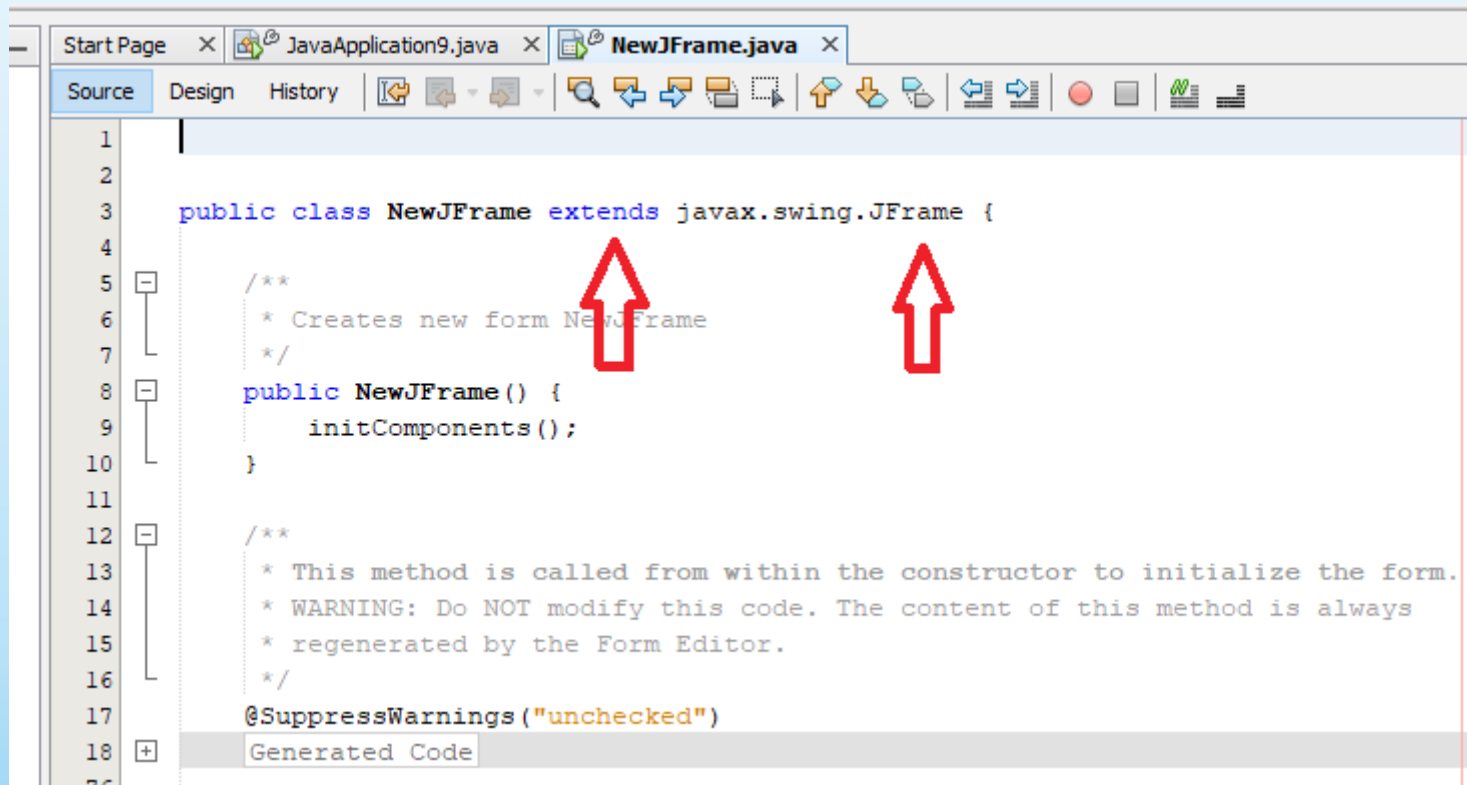 Start Page JavaApplication9.java NewJFrame.java
Source Design History
1
2
3 public class NewJFrame extends javax.swing.JFrame {
4
5 /**
6 * Creates new form NewJFrame
7 */
8 public NewJFrame() {
9 initComponents();
10 }
11
12 /**
13 * This method is called from within the constructor to initialize the form.
14 * WARNING: Do NOT modify this code. The content of this method is always
15 * regenerated by the Form Editor.
16 */
17 @SuppressWarnings("unchecked")
18 Generated Code